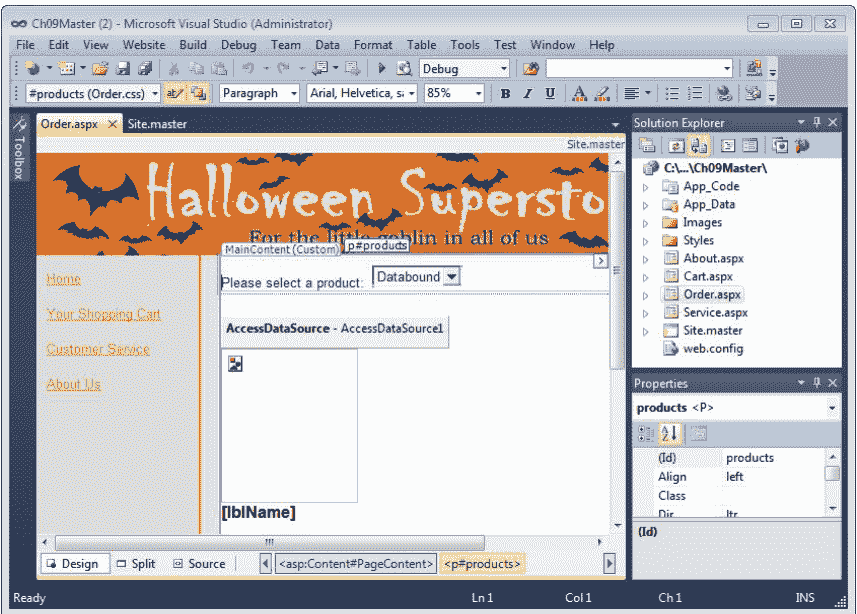 Ch09Master (2) - Microsoft Visual Studio (Administrator)
File Edit View Website Build Debug Team Data Format Table Tools Test Window Help
Debug
#products (Order.css) Paragraph Arial, Helvetica, s. 85% B I U A
Toolbox
Order.aspx Site.master
Site.master
Halloween Supersto
For the little goblin in all of us
MainContent (Custom) p#products
Home
Your Shopping Cart
Customer Service
About Us
Please select a product: Databound
AccessDataSource - AccessDataSource1
[lblName]
Design Split Source <asp:Content#PageContent> <p#products>
Solution Explorer
C:\...\Ch09Master\
App_Code
App_Data
Images
Styles
About.aspx
Cart.aspx
Order.aspx
Service.aspx
Site.master
web.config
Properties
products <P>
(Id) products
Align left
Class
Dir ltr
(Id)
Ready Ln 1 Col 1 Ch 1 INS